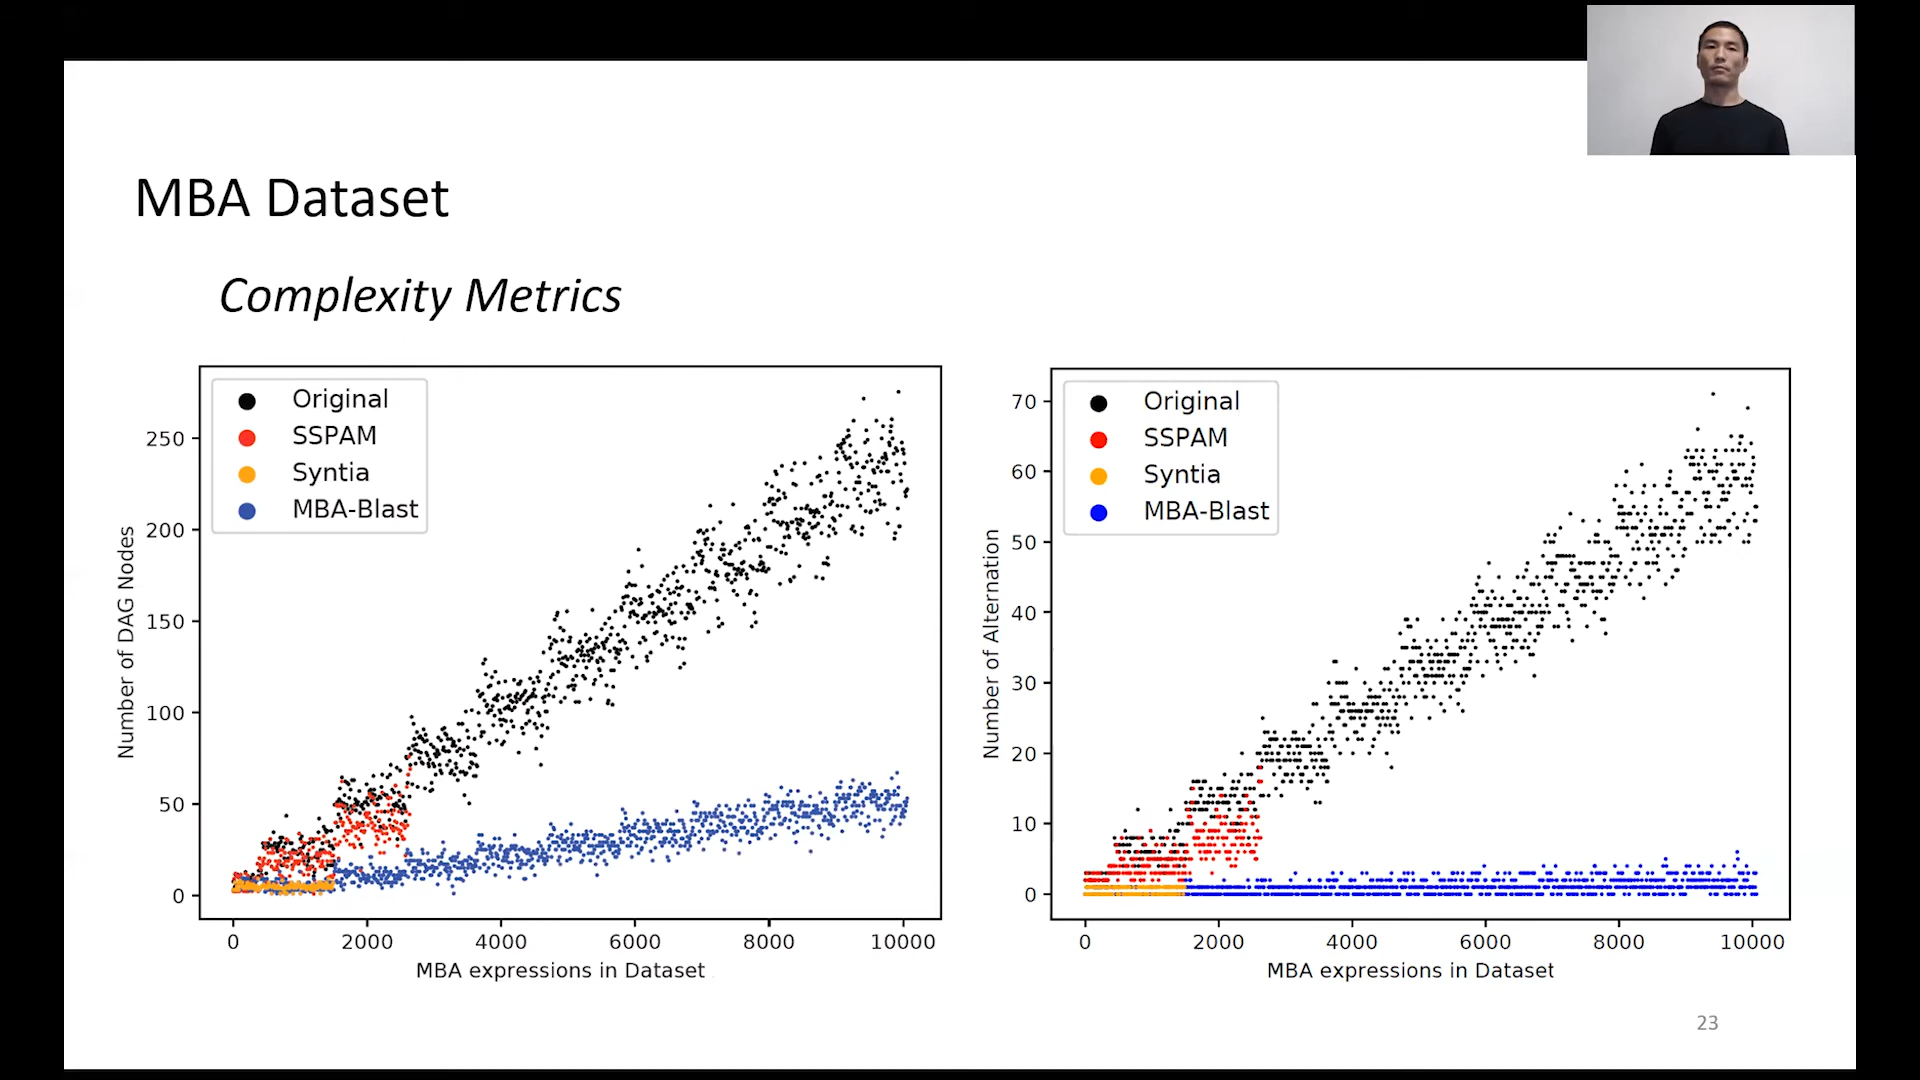 MBA Dataset
Complexity Metrics
Original
SSPAM
Syntia
MBA-Blast
Number of DAG Nodes
250
200
150
100
50
0
0 2000 4000 6000 8000 10000
MBA expressions in Dataset
Original
SSPAM
Syntia
MBA-Blast
Number of Alternation
70
60
50
40
30
20
10
0
0 2000 4000 6000 8000 10000
MBA expressions in Dataset
23